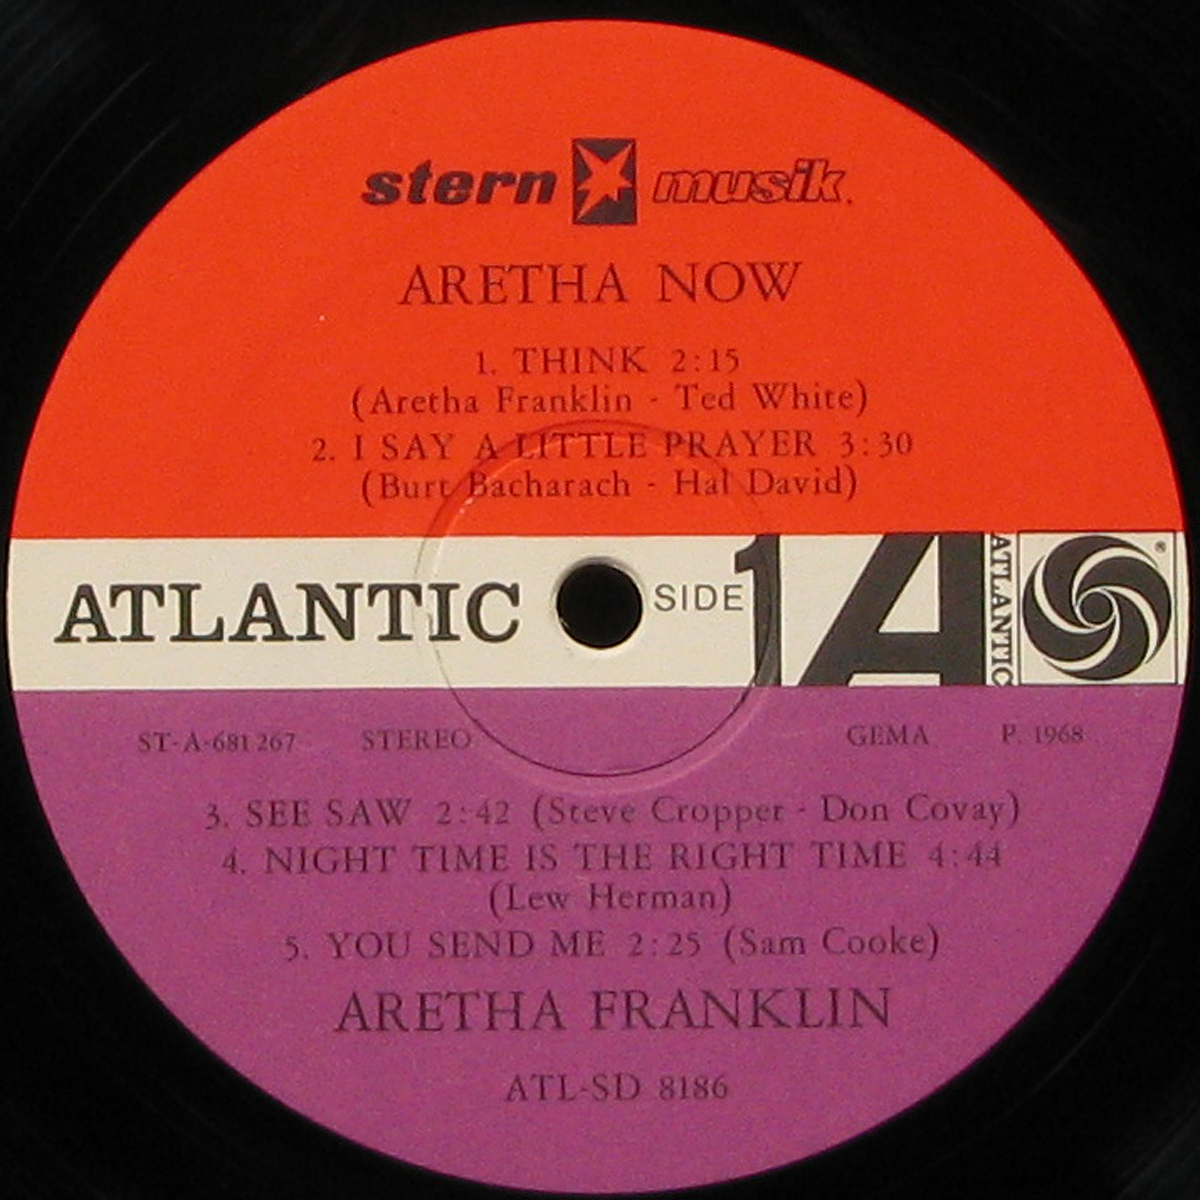 stern musik
ARETHA NOW
1. THINK 2:15
(Aretha Franklin - Ted White)
2. I SAY A LITTLE PRAYER 3:30
(Burt Bacharach - Hal David)
ATLANTIC SIDE 1 A ATLANTIC ®
ST-A-681 267 STEREO GEMA P. 1968
3. SEE SAW 2:42 (Steve Cropper - Don Covay)
4. NIGHT TIME IS THE RIGHT TIME 4:44
(Lew Herman)
5. YOU SEND ME 2:25 (Sam Cooke)
ARETHA FRANKLIN
ATL-SD 8186